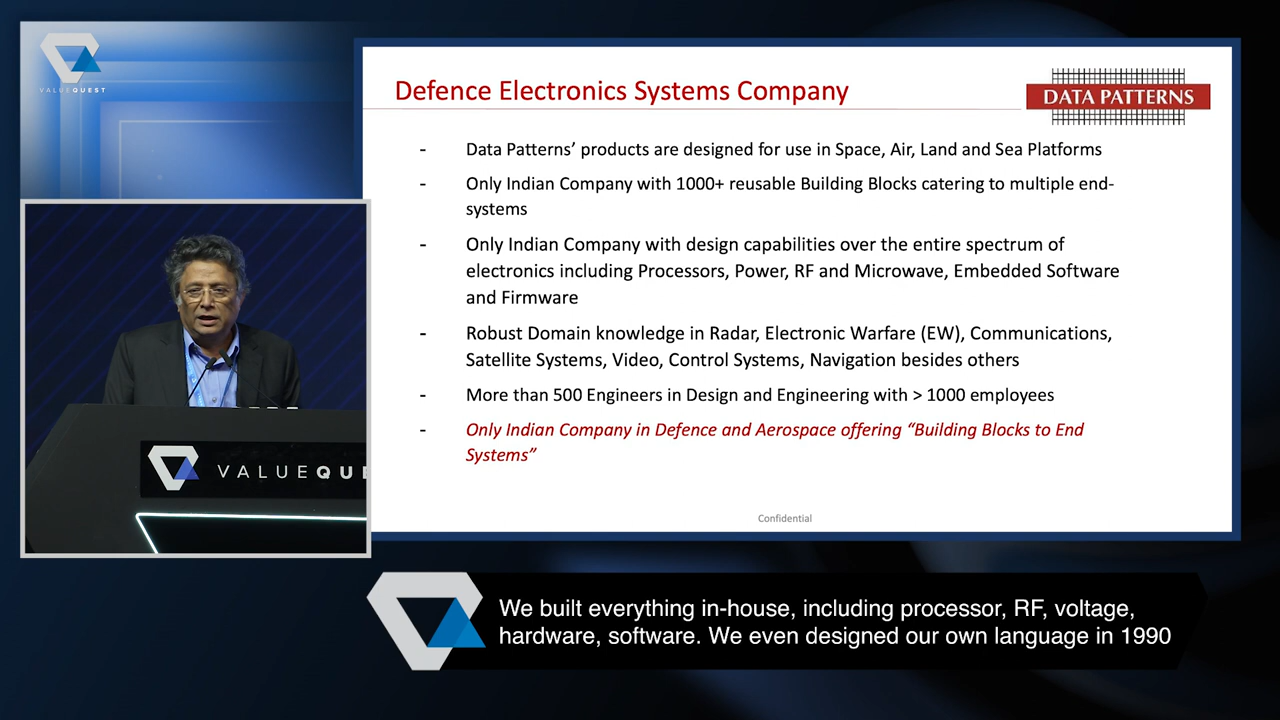 VALUEQUEST
Defence Electronics Systems Company
DATA PATTERNS
- Data Patterns’ products are designed for use in Space, Air, Land and Sea Platforms
- Only Indian Company with 1000+ reusable Building Blocks catering to multiple end-
systems
- Only Indian Company with design capabilities over the entire spectrum of
electronics including Processors, Power, RF and Microwave, Embedded Software
and Firmware
- Robust Domain knowledge in Radar, Electronic Warfare (EW), Communications,
Satellite Systems, Video, Control Systems, Navigation besides others
- More than 500 Engineers in Design and Engineering with > 1000 employees
- Only Indian Company in Defence and Aerospace offering “Building Blocks to End
Systems”
Confidential
VALUEQUE
We built everything in-house, including processor, RF, voltage,
hardware, software. We even designed our own language in 1990